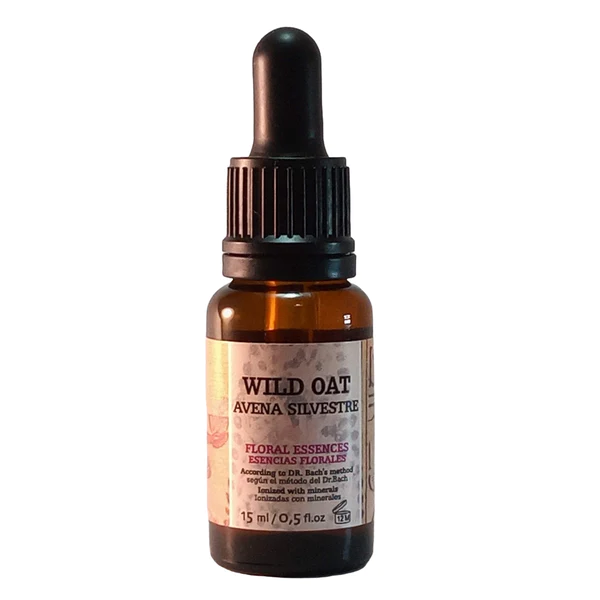 WILD OAT
AVENA SILVESTRE
FLORAL ESSENCES
ESENCIAS FLORALES
According to DR. Bach's method
según el método del Dr.Bach
Ionized with minerals
Ionizadas con minerales
15 ml / 0,5 fl.oz
12M